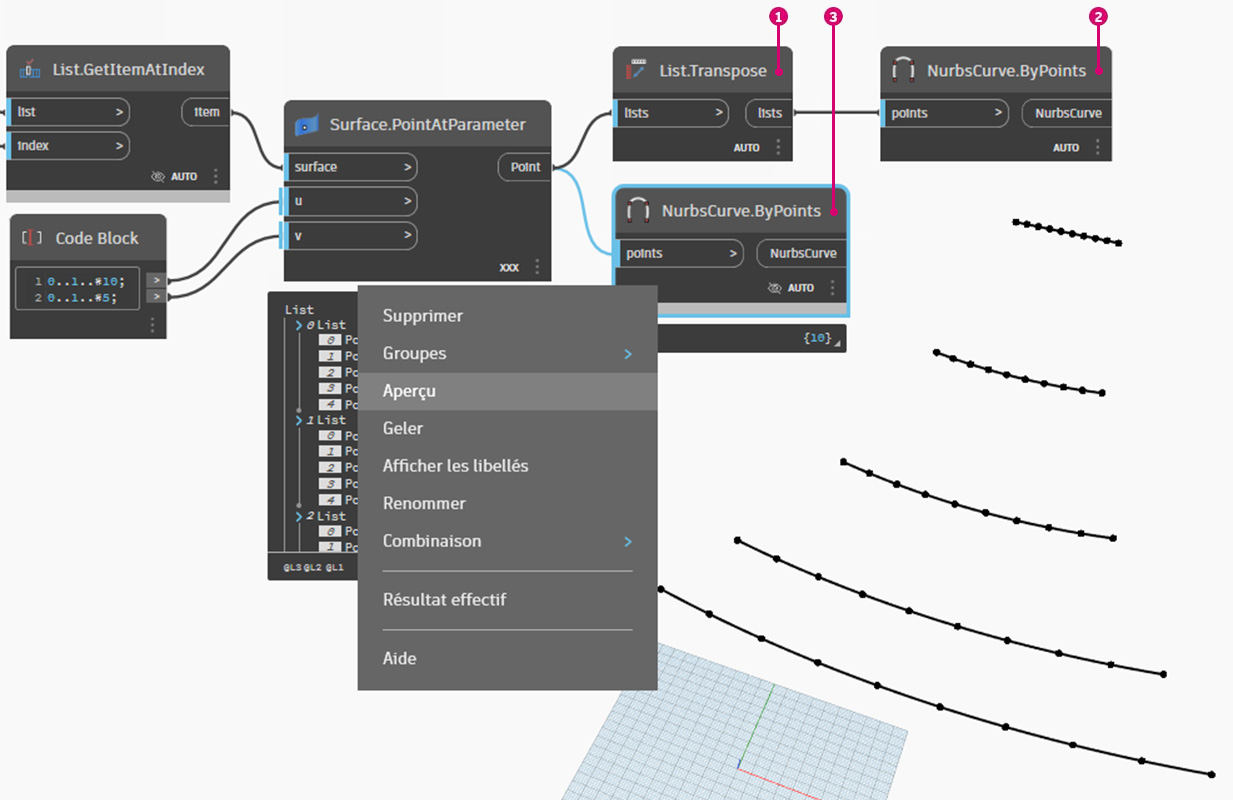 1
3
2
List.GetItemAtIndex
list >
Item
index >
AUTO
Code Block
1 0..1..#10; >
2 0..1..#5; >
Surface.PointAtParameter
surface >
Point
u >
v >
XXX
List.Transpose
lists >
lists
AUTO
NurbsCurve.ByPoints
points >
NurbsCurve
AUTO
NurbsCurve.ByPoints
points >
NurbsCurve
AUTO
{10}
List
0 List
0 Po
1 Po
2 Po
3 Po
4 Po
1 List
0 Po
1 Po
2 Po
3 Po
4 Po
2 List
0 Po
1 Po
@L3 @L2 @L1
Supprimer
Groupes >
Aperçu
Geler
Afficher les libellés
Renommer
Combinaison >
Résultat effectif
Aide